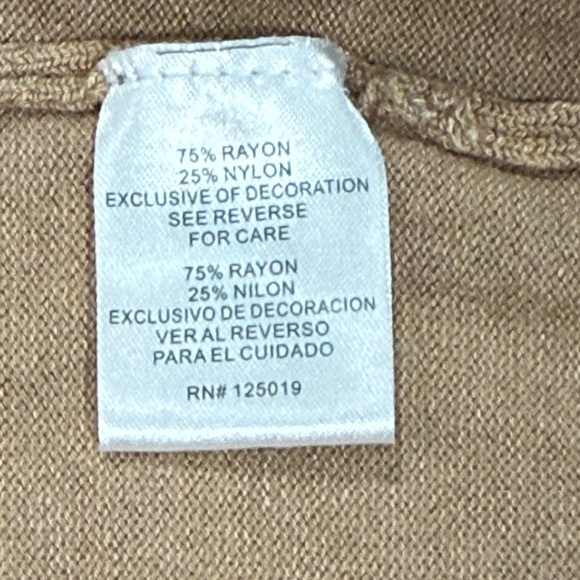 75% RAYON
25% NYLON
EXCLUSIVE OF DECORATION
SEE REVERSE
FOR CARE
75% RAYON
25% NILON
EXCLUSIVO DE DECORACION
VER AL REVERSO
PARA EL CUIDADO
RN# 125019